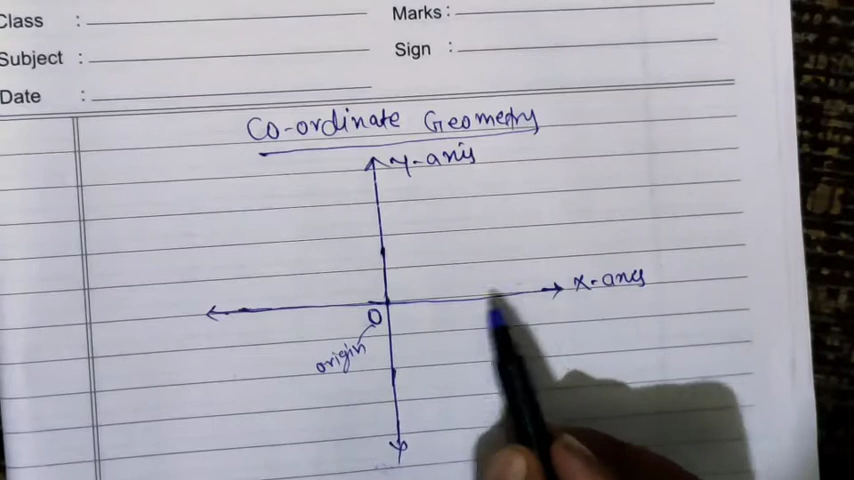 Class :
Marks :
Subject :
Sign :
Date :
Co-ordinate Geometry
Y-axis
X-axis
O
origin